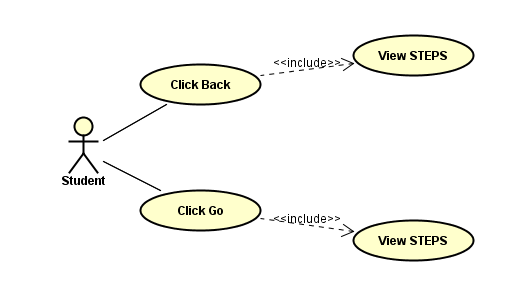 View STEPS
<<include>>
Click Back
Student
Click Go
<<include>>
View STEPS